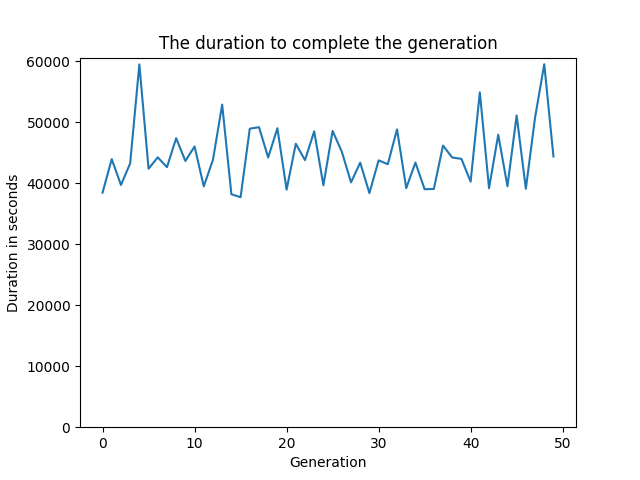 The duration to complete the generation
60000
50000
40000
30000
20000
10000
0
Duration in seconds
0 10 20 30 40 50
Generation